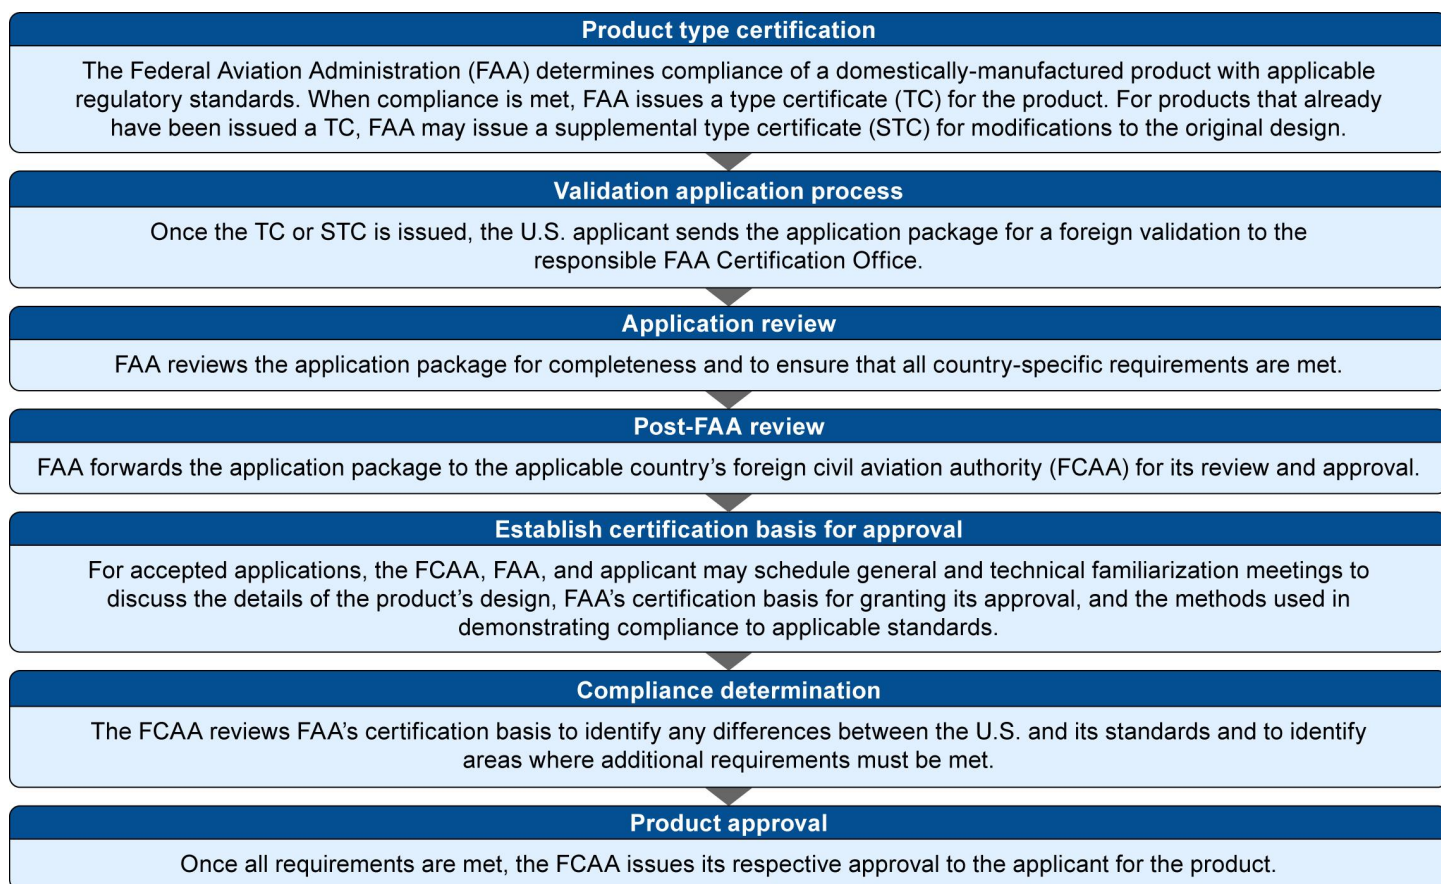 Product type certification
The Federal Aviation Administration (FAA) determines compliance of a domestically-manufactured product with applicable
regulatory standards. When compliance is met, FAA issues a type certificate (TC) for the product. For products that already
have been issued a TC, FAA may issue a supplemental type certificate (STC) for modifications to the original design.
Validation application process
Once the TC or STC is issued, the U.S. applicant sends the application package for a foreign validation to the
responsible FAA Certification Office.
Application review
FAA reviews the application package for completeness and to ensure that all country-specific requirements are met.
Post-FAA review
FAA forwards the application package to the applicable country's foreign civil aviation authority (FCAA) for its review and approval.
Establish certification basis for approval
For accepted applications, the FCAA, FAA, and applicant may schedule general and technical familiarization meetings to
discuss the details of the product's design, FAA's certification basis for granting its approval, and the methods used in
demonstrating compliance to applicable standards.
Compliance determination
The FCAA reviews FAA's certification basis to identify any differences between the U.S. and its standards and to identify
areas where additional requirements must be met.
Product approval
Once all requirements are met, the FCAA issues its respective approval to the applicant for the product.